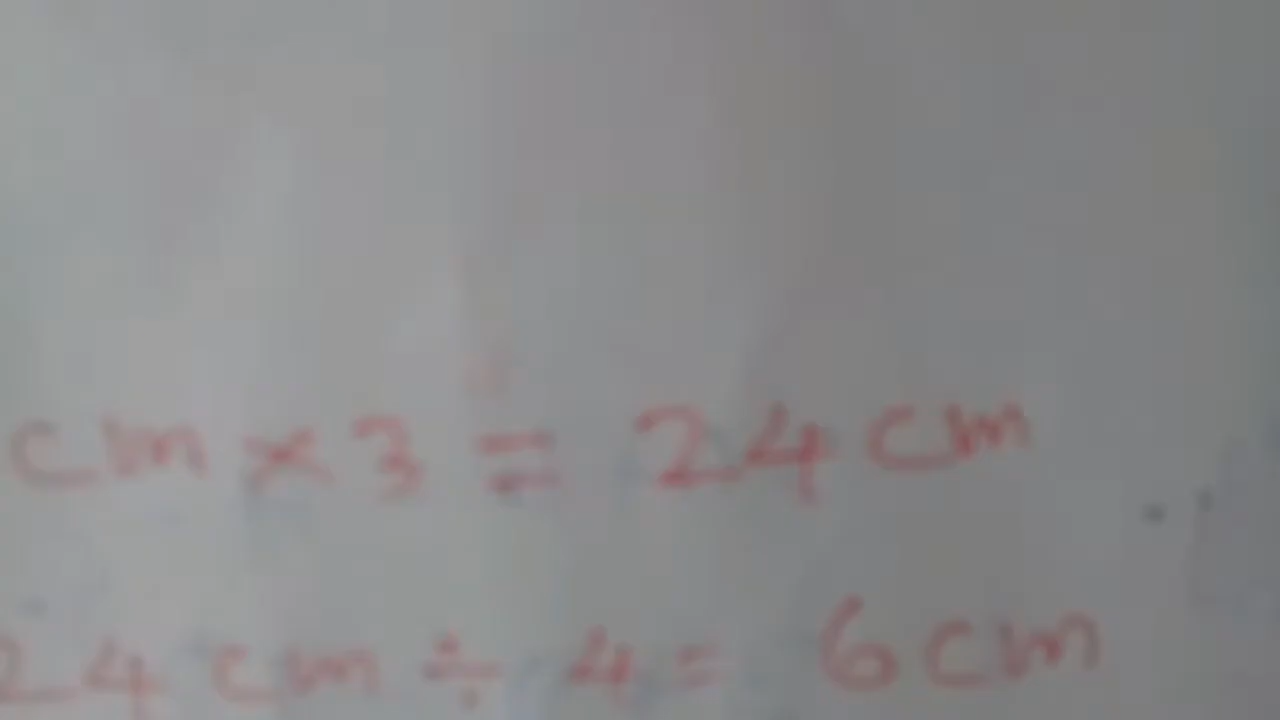 cm × 3 = 24 cm
24 cm ÷ 4 = 6 cm